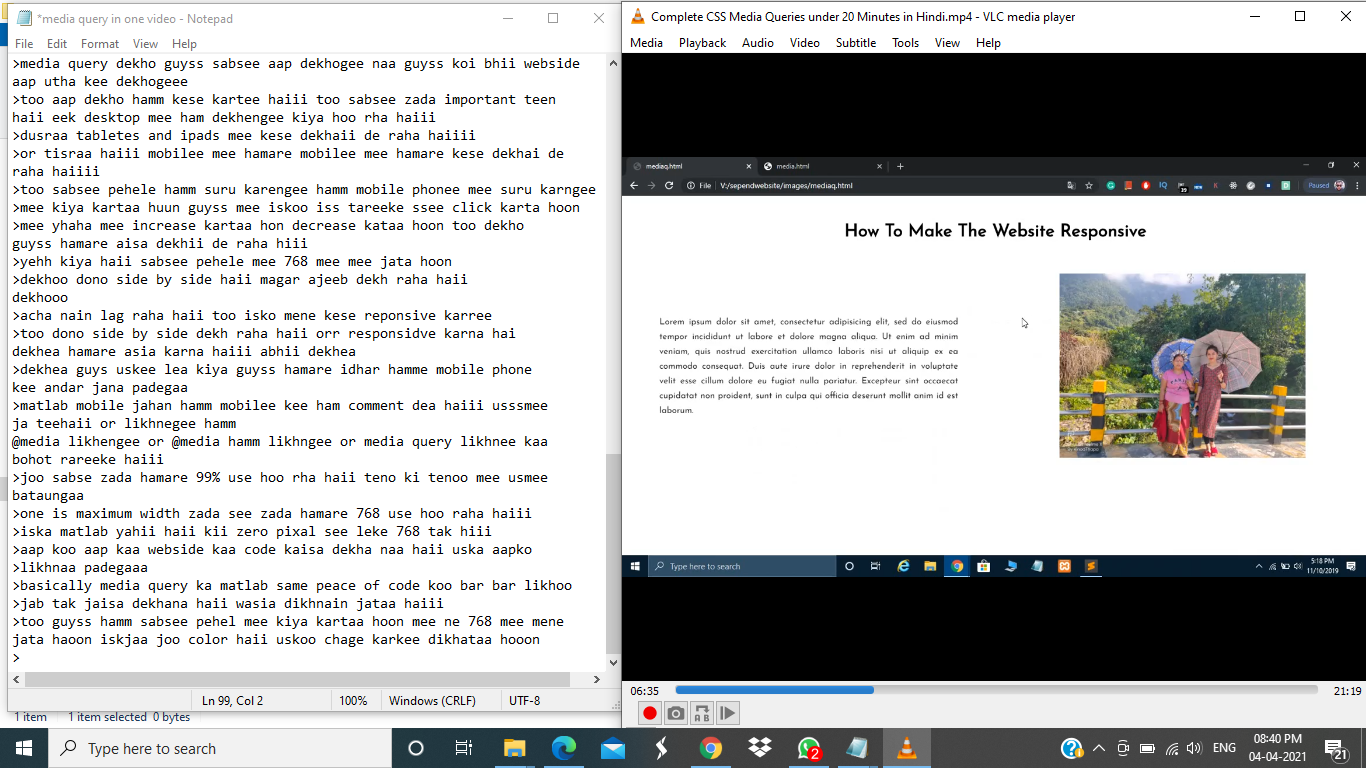 *media query in one video - Notepad
File Edit Format View Help
>media query dekho guyss sabsee aap dekhogee naa guyss koi bhii webside
aap utha kee dekhogeee
>too aap dekho hamm kese kartee haiii too sabsee zada important teen
haii eek desktop mee ham dekhengee kiya hoo rha haiii
>dusraa tabletes and ipads mee kese dekhaii de raha haiiii
>or tisraa haiii mobilee mee hamare mobilee mee hamare kese dekhai de
raha haiiii
>too sabsee pehele hamm suru karengee hamm mobile phonee mee suru karngee
>mee kiya kartaa huun guyss mee iskoo iss tareeke ssee click karta hoon
>mee yhaha mee increase kartaa hon decrease kataa hoon too dekho
guyss hamare aisa dekhii de raha hiii
>yehh kiya haii sabsee pehele mee 768 mee mee jata hoon
>dekhoo dono side by side haii magar ajeeb dekh raha haii
dekhooo
>acha nain lag raha haii too isko mene kese reponsive karree
>too dono side by side dekh raha haii orr responsidve karna hai
dekhea hamare asia karna haiii abhii dekhea
>dekhea guys uskee lea kiya guyss hamare idhar hamme mobile phone
kee andar jana padegaa
>matlab mobile jahan hamm mobilee kee ham comment dea haiii usssmee
ja teehaii or likhnegee hamm
@media likhengee or @media hamm likhngee or media query likhnee kaa
bohot rareeke haiii
>joo sabse zada hamare 99% use hoo rha haii teno ki tenoo mee usmee
bataungaa
>one is maximum width zada see zada hamare 768 use hoo raha haiii
>iska matlab yahii haii kii zero pixal see leke 768 tak hiii
>aap koo aap kaa webside kaa code kaisa dekha naa haii uska aapko
>likhnaa padegaaa
>basically media query ka matlab same peace of code koo bar bar likhoo
>jab tak jaisa dekhana haii wasia dikhnain jataa haiii
>too guyss hamm sabsee pehel mee kiya kartaa hoon mee ne 768 mee mene
jata haoon iskjaa joo color haii uskoo chage karkee dikhataa hooon
>
Ln 99, Col 2 100% Windows (CRLF) UTF-8
1 item 1 item selected 0 bytes
Complete CSS Media Queries under 20 Minutes in Hindi.mp4 - VLC media player
Media Playback Audio Video Subtitle Tools View Help
mediaq.html media.html
File V:/sependwebsite/images/mediaq.html Paused
How To Make The Website Responsive
Lorem ipsum dolor sit amet, consectetur adipisicing elit, sed do eiusmod
tempor incididunt ut labore et dolore magna aliqua. Ut enim ad minim
veniam, quis nostrud exercitation ullamco laboris nisi ut aliquip ex ea
commodo consequat. Duis aute irure dolor in reprehenderit in voluptate
velit esse cillum dolore eu fugiat nulla pariatur. Excepteur sint occaecat
cupidatat non proident, sunt in culpa qui officia deserunt mollit anim id est
laborum.
Type here to search
5:18 PM
11/10/2019
06:35 21:19
Type here to search
2
ENG
08:40 PM
04-04-2021
21